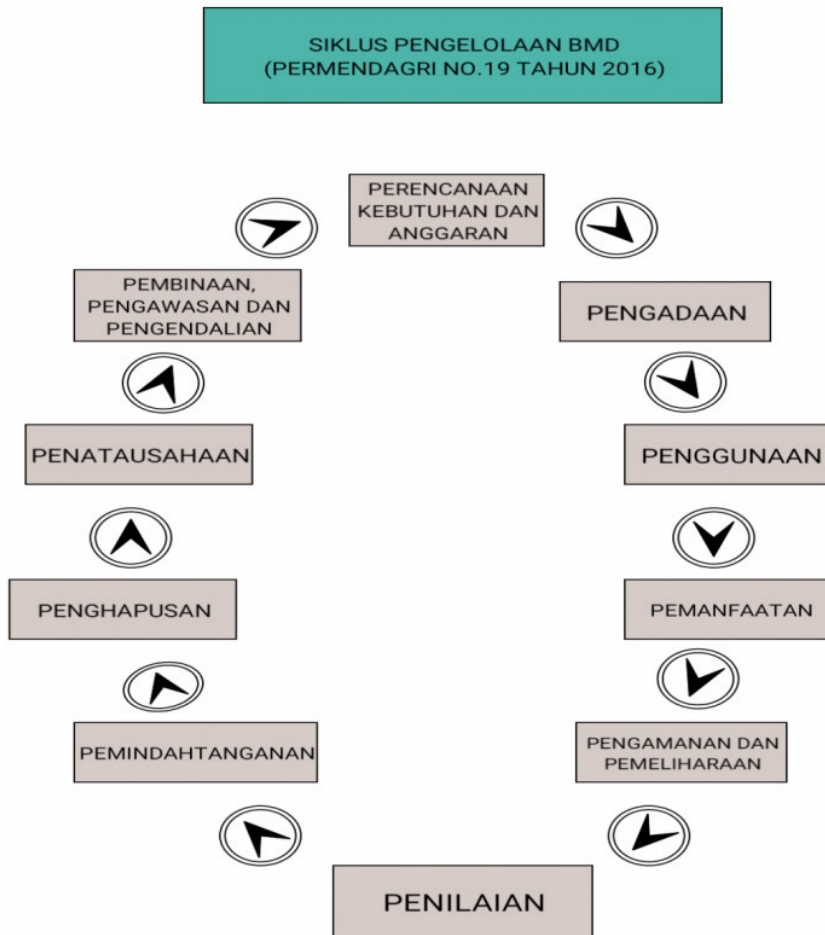 SIKLUS PENGELOLAAN BMD
(PERMENDAGRI NO.19 TAHUN 2016)
PERENCANAAN
KEBUTUHAN DAN
ANGGARAN
PENGADAAN
PENGGUNAAN
PEMANFAATAN
PENGAMANAN DAN
PEMELIHARAAN
PENILAIAN
PEMINDAHTANGANAN
PENGHAPUSAN
PENATAUSAHAAN
PEMBINAAN,
PENGAWASAN DAN
PENGENDALIAN